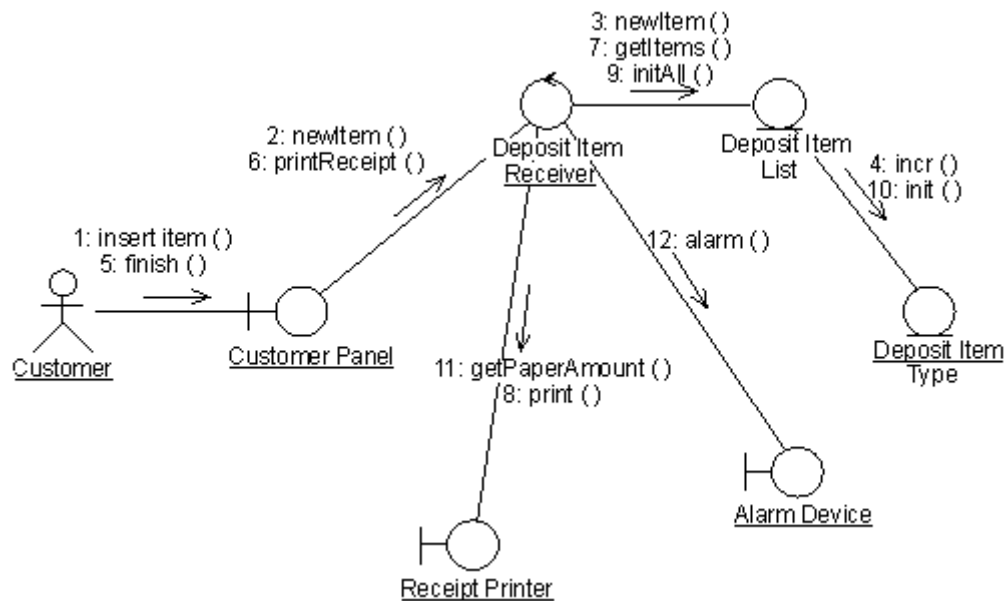 3: newItem ()
7: getItems ()
9: initAll ()
2: newItem ()
6: printReceipt ()
Deposit Item
Receiver
Deposit Item
List
4: incr ()
10: init ()
1: insert item ()
5: finish ()
12: alarm ()
Customer
Customer Panel
Deposit Item
Type
11: getPaperAmount ()
8: print ()
Alarm Device
Receipt Printer